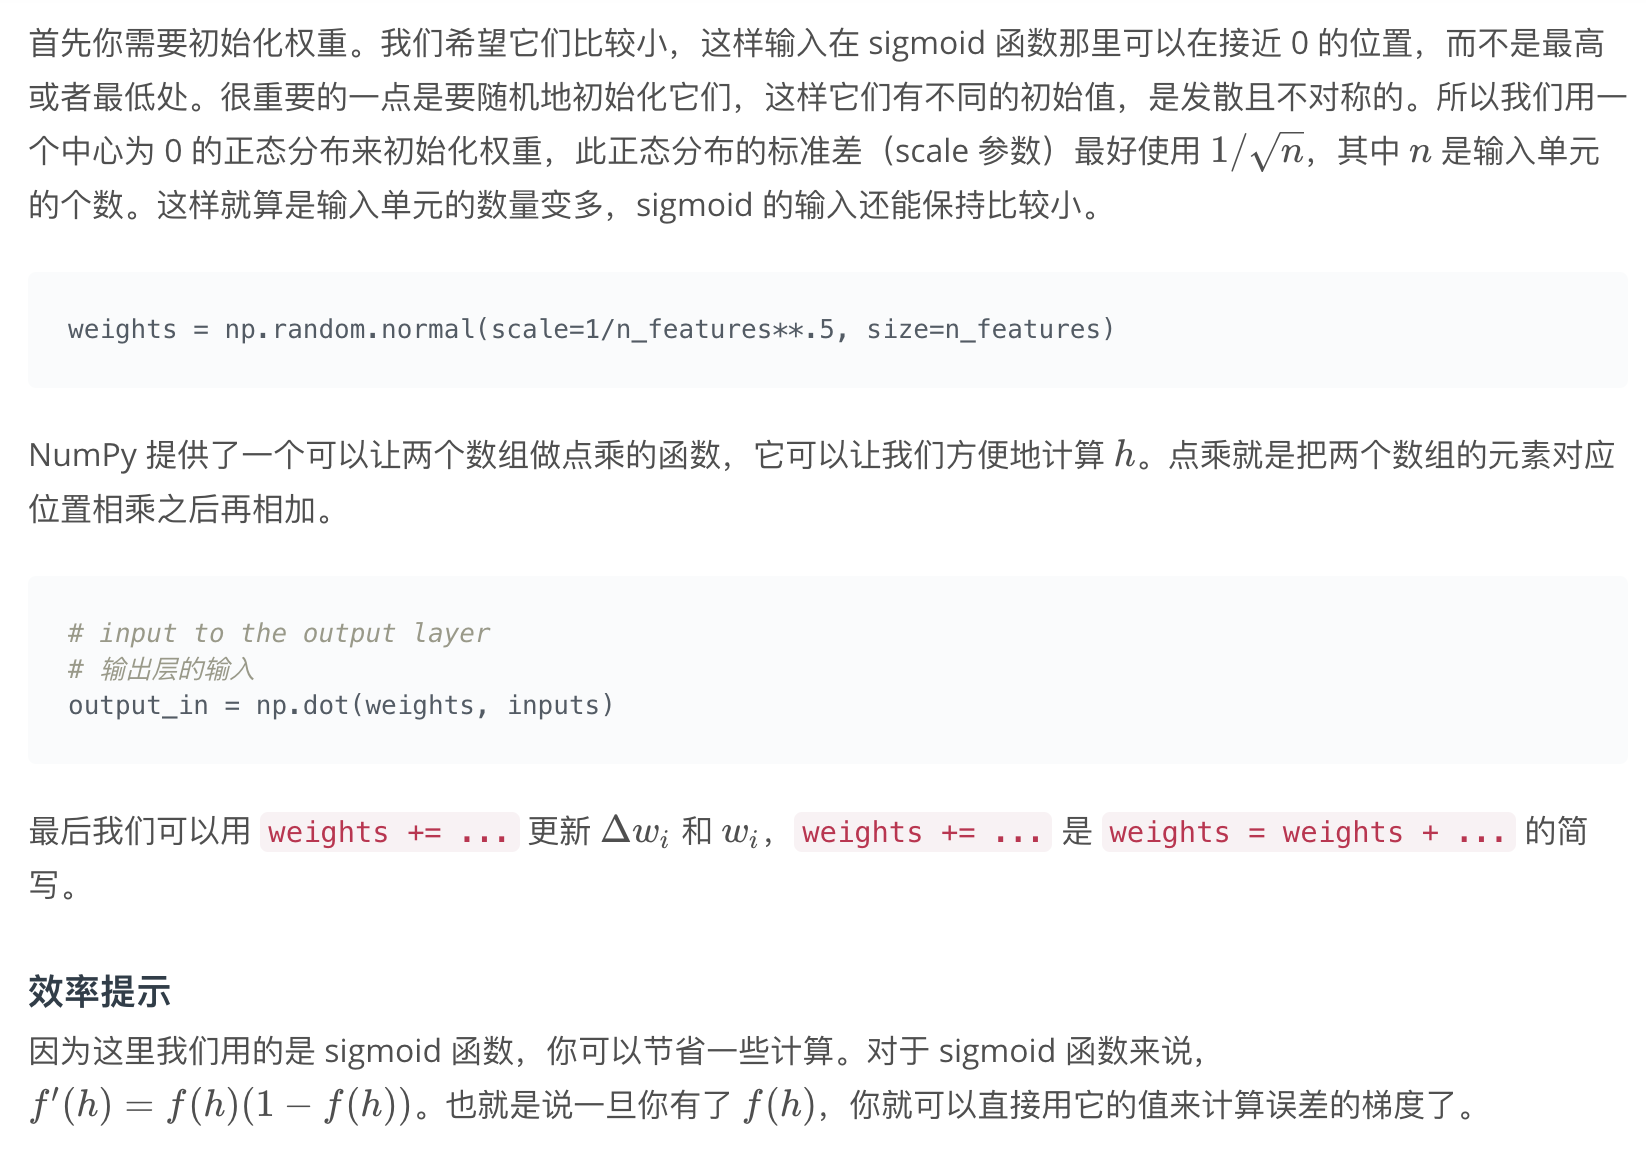 首先你需要初始化权重。我们希望它们比较小，这样输入在 sigmoid 函数那里可以在接近 0 的位置，而不是最高
或者最低处。很重要的一点是要随机地初始化它们，这样它们有不同的初始值，是发散且不对称的。所以我们用一
个中心为 0 的正态分布来初始化权重，此正态分布的标准差（scale 参数）最好使用 1/√n，其中 n 是输入单元
的个数。这样就算是输入单元的数量变多，sigmoid 的输入还能保持比较小。
weights = np.random.normal(scale=1/n_features**.5, size=n_features)
NumPy 提供了一个可以让两个数组做点乘的函数，它可以让我们方便地计算 h。点乘就是把两个数组的元素对应
位置相乘之后再相加。
# input to the output layer
# 输出层的输入
output_in = np.dot(weights, inputs)
最后我们可以用 weights += ... 更新 Δwᵢ 和 wᵢ，weights += ... 是 weights = weights + ... 的简
写。
效率提示
因为这里我们用的是 sigmoid 函数，你可以节省一些计算。对于 sigmoid 函数来说，
f′(h) = f(h)(1 − f(h))。也就是说一旦你有了 f(h)，你就可以直接用它的值来计算误差的梯度了。